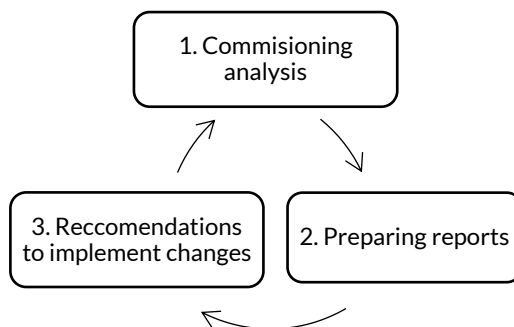 1. Commisioning
analysis
3. Reccomendations
to implement changes
2. Preparing reports